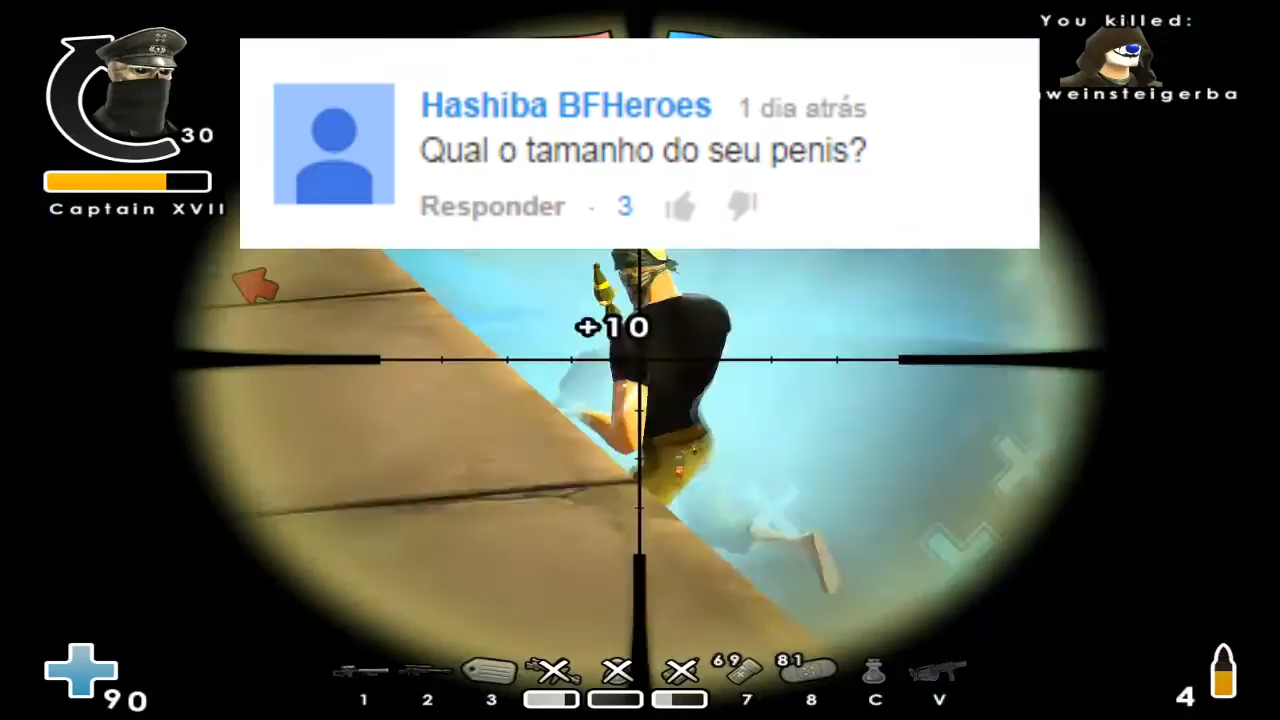 You killed:
weinsteigerba
30
Captain XVII
Hashiba BFHeroes 1 dia atrás
Qual o tamanho do seu penis?
Responder · 3
+10
90
69
81
1 2 3 7 8 C V
4